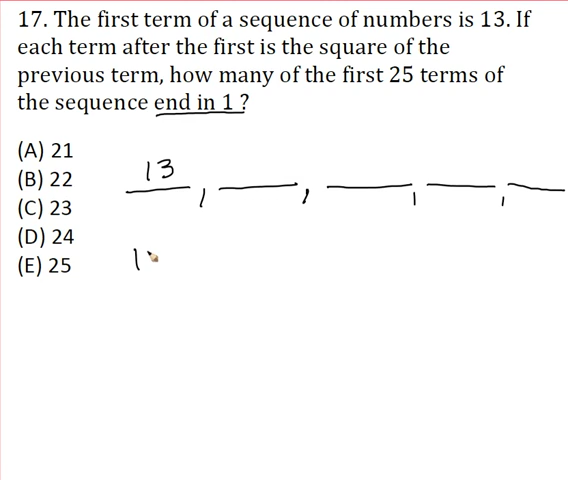 17. The first term of a sequence of numbers is 13. If
each term after the first is the square of the
previous term, how many of the first 25 terms of
the sequence end in 1 ?
(A) 21
(B) 22
(C) 23
(D) 24
(E) 25
13 , , , ,